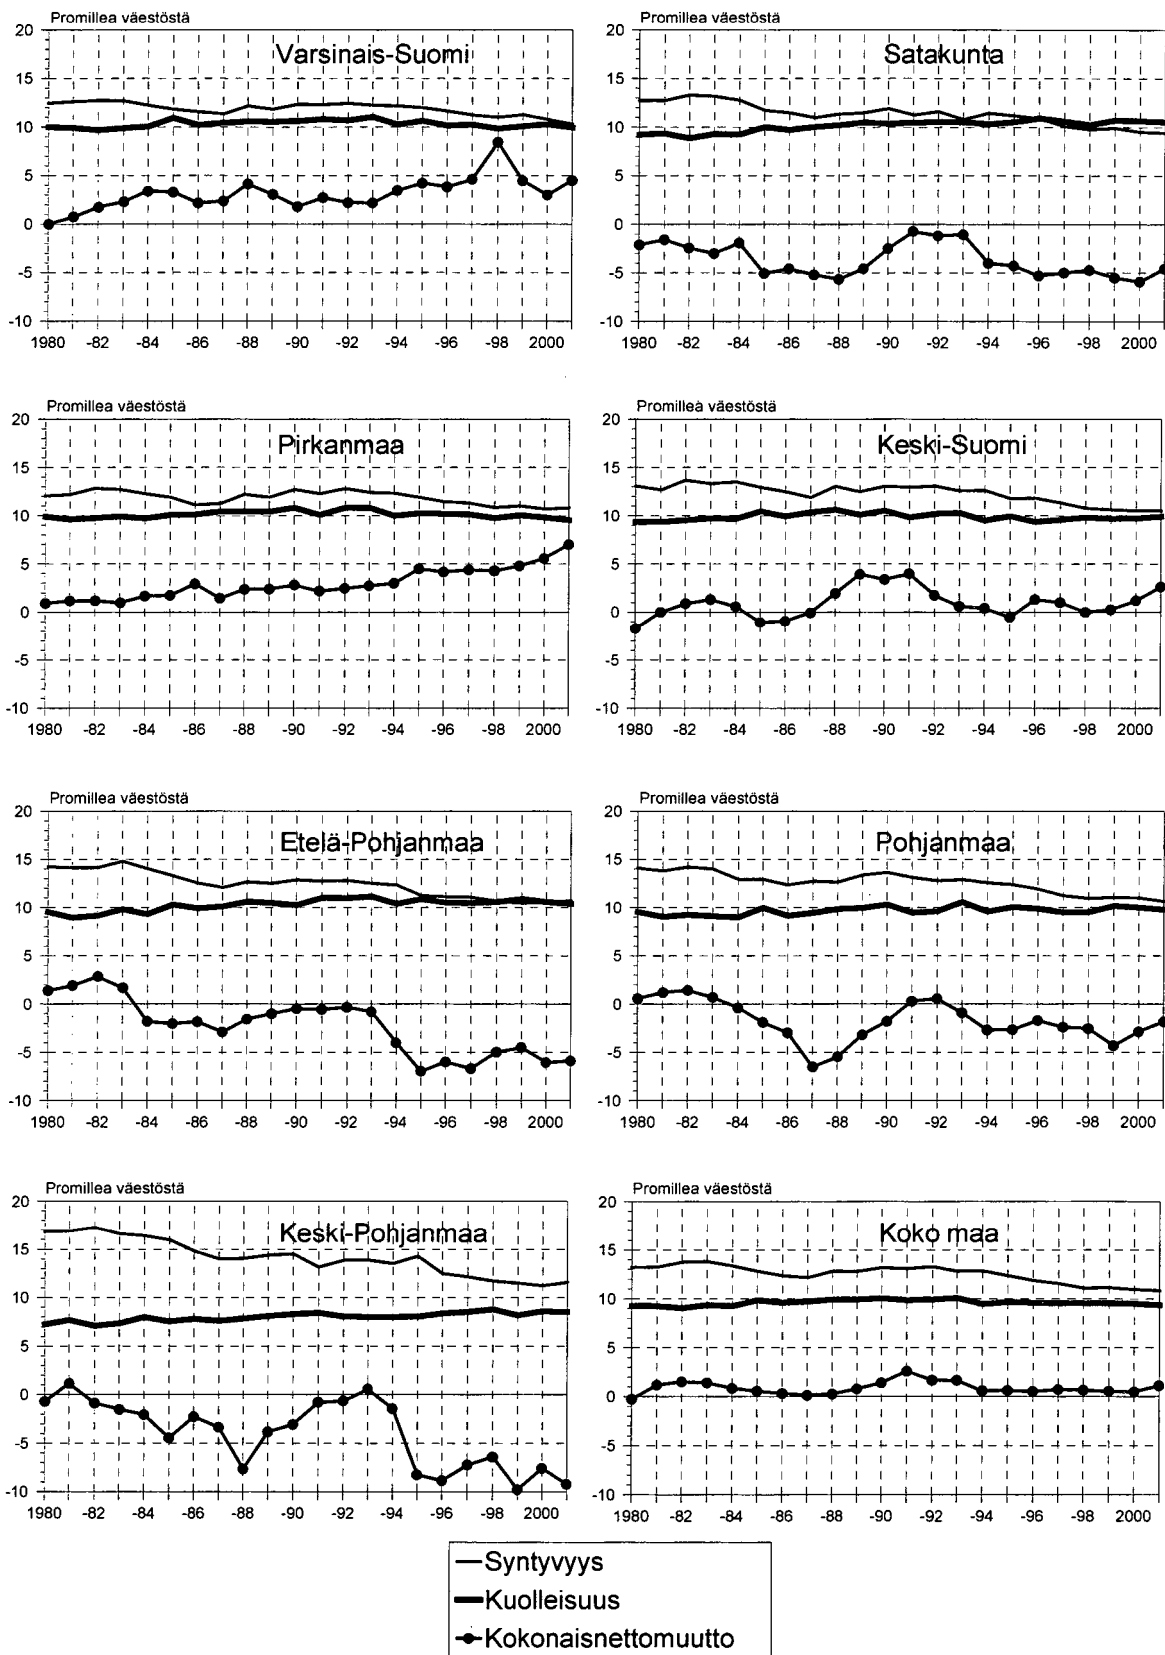 Promillea väestöstä
Varsinais-Suomi
20
15
10
5
0
-5
-10
1980 -82 -84 -86 -88 -90 -92 -94 -96 -98 2000
Promillea väestöstä
Satakunta
20
15
10
5
0
-5
-10
1980 -82 -84 -86 -88 -90 -92 -94 -96 -98 2000
Promillea väestöstä
Pirkanmaa
20
15
10
5
0
-5
-10
1980 -82 -84 -86 -88 -90 -92 -94 -96 -98 2000
Promillea väestöstä
Keski-Suomi
20
15
10
5
0
-5
-10
1980 -82 -84 -86 -88 -90 -92 -94 -96 -98 2000
Promillea väestöstä
Etelä-Pohjanmaa
20
15
10
5
0
-5
-10
1980 -82 -84 -86 -88 -90 -92 -94 -96 -98 2000
Promillea väestöstä
Pohjanmaa
20
15
10
5
0
-5
-10
1980 -82 -84 -86 -88 -90 -92 -94 -96 -98 2000
Promillea väestöstä
Keski-Pohjanmaa
20
15
10
5
0
-5
-10
1980 -82 -84 -86 -88 -90 -92 -94 -96 -98 2000
Promillea väestöstä
Koko maa
20
15
10
5
0
-5
-10
1980 -82 -84 -86 -88 -90 -92 -94 -96 -98 2000
Syntyvyys
Kuolleisuus
Kokonaisnettomuutto